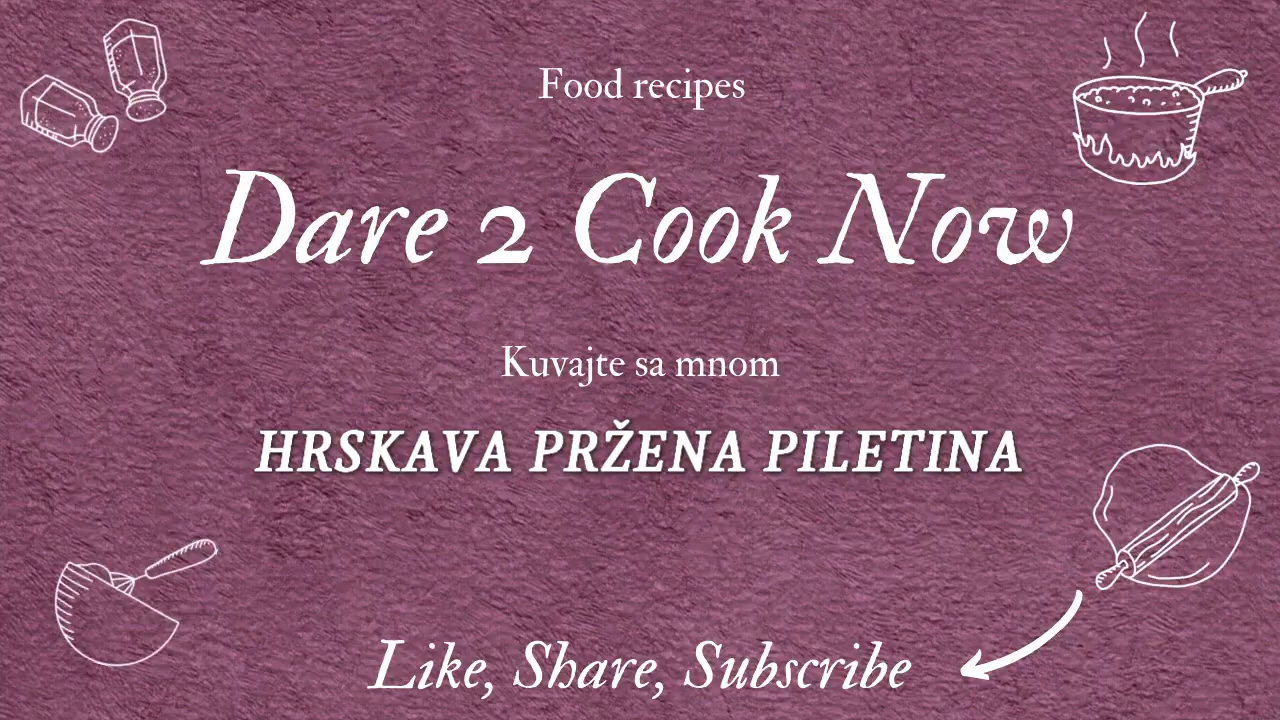 Food recipes
Dare 2 Cook Now
Kuvajte sa mnom
HRSKAVA PRŽENA PILETINA
Like, Share, Subscribe